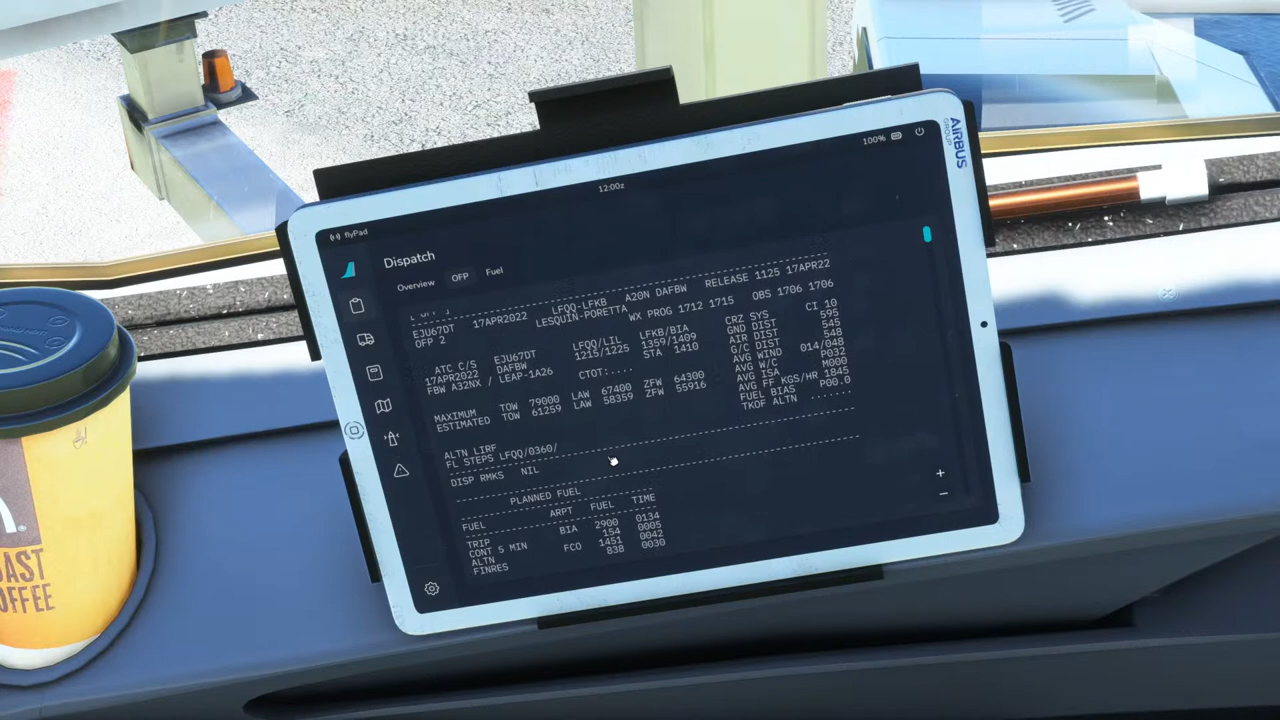 100%
AIRBUS
GROUP
12:00z
flyPad
Dispatch
Overview OFP Fuel
EJU67DT 17APR2022 LFQQ-LFKB A20N DAFBW RELEASE 1125 17APR22
OFP 2 LESQUIN-PORETTA
WX PROG 1712 1715 OBS 1706 1706
ATC C/S EJU67DT LFQQ/LIL LFKB/BIA CRZ SYS CI 10
17APR2022 DAFBW 1215/1225 1359/1409 GND DIST 595
FBW A32NX / LEAP-1A26 STA 1410 AIR DIST 545
CTOT:.... G/C DIST 548
AVG WIND 014/048
MAXIMUM TOW 79000 LAW 67400 ZFW 64300 AVG W/C P032
ESTIMATED TOW 61259 LAW 58359 ZFW 55916 AVG ISA M000
AVG FF KGS/HR 1845
FUEL BIAS P00.0
ALTN LIRF TKOF ALTN .......
FL STEPS LFQQ/0360/
DISP RMKS NIL
PLANNED FUEL
FUEL ARPT FUEL TIME
TRIP BIA 2900 0134
CONT 5 MIN 154 0005
ALTN FCO 1451 0042
FINRES 838 0030
COFFEE